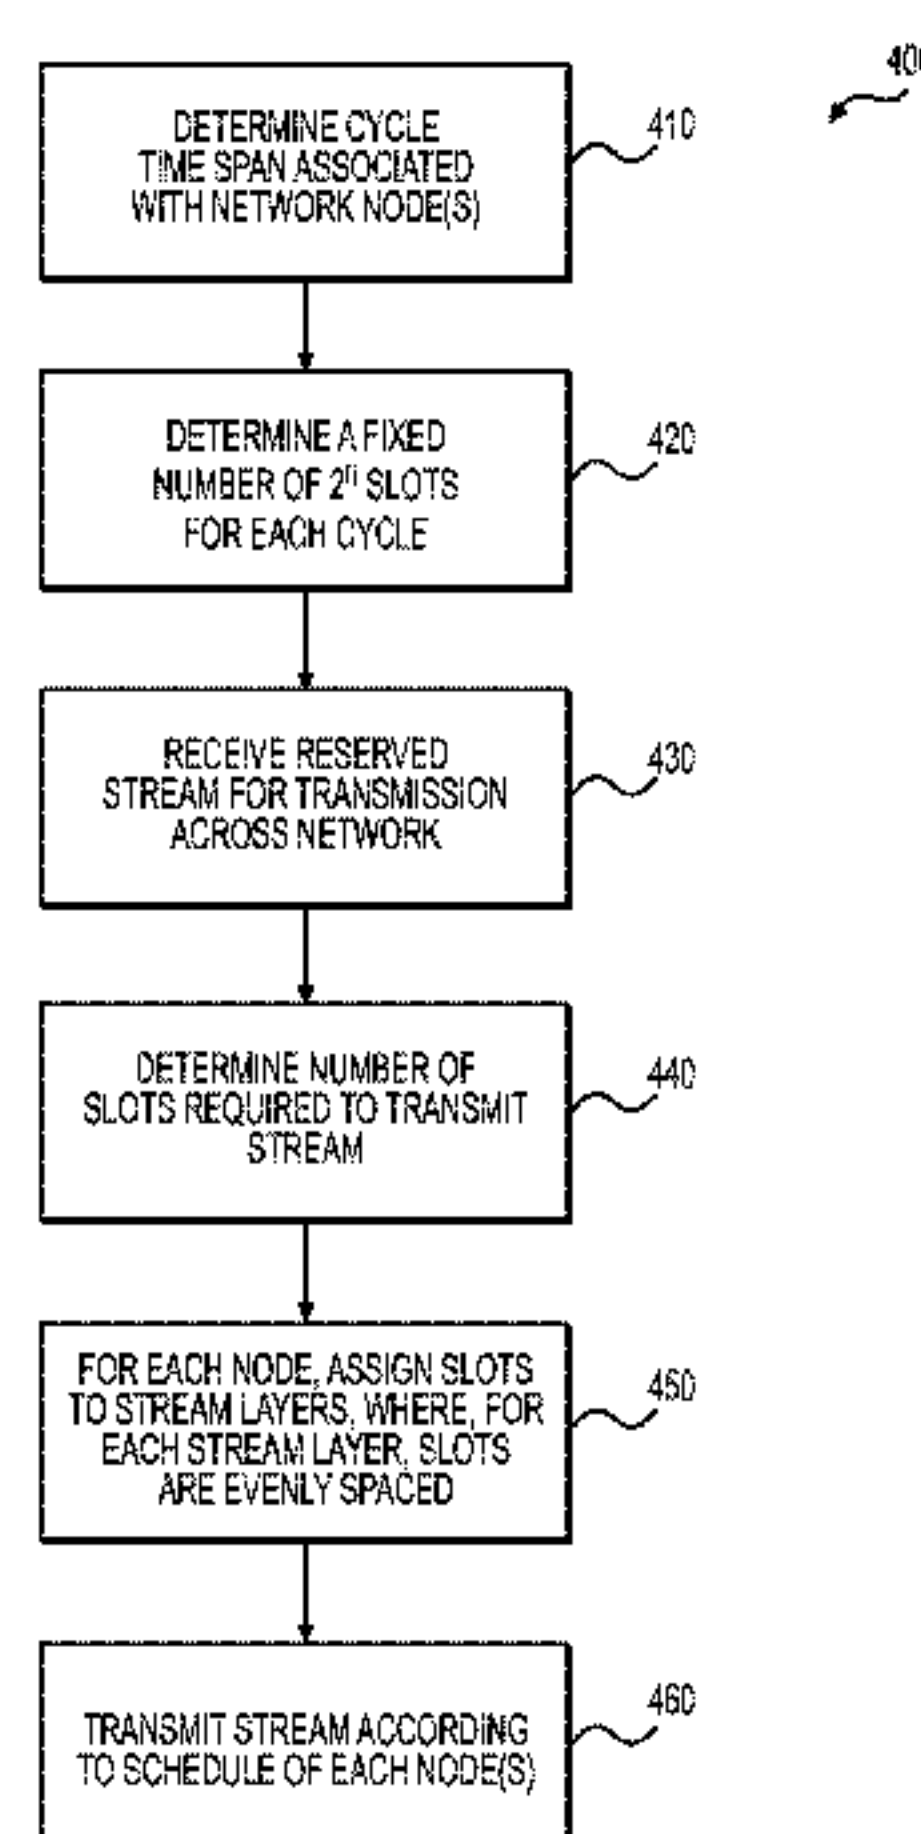 DETERMINE CYCLE
TIME SPAN ASSOCIATED
WITH NETWORK NODE(S)
410
DETERMINE A FIXED
NUMBER OF 2ⁿ SLOTS
FOR EACH CYCLE
420
RECEIVE RESERVED
STREAM FOR TRANSMISSION
ACROSS NETWORK
430
DETERMINE NUMBER OF
SLOTS REQUIRED TO TRANSMIT
STREAM
440
FOR EACH NODE, ASSIGN SLOTS
TO STREAM LAYERS, WHERE, FOR
EACH STREAM LAYER, SLOTS
ARE EVENLY SPACED
450
TRANSMIT STREAM ACCORDING
TO SCHEDULE OF EACH NODE(S)
460